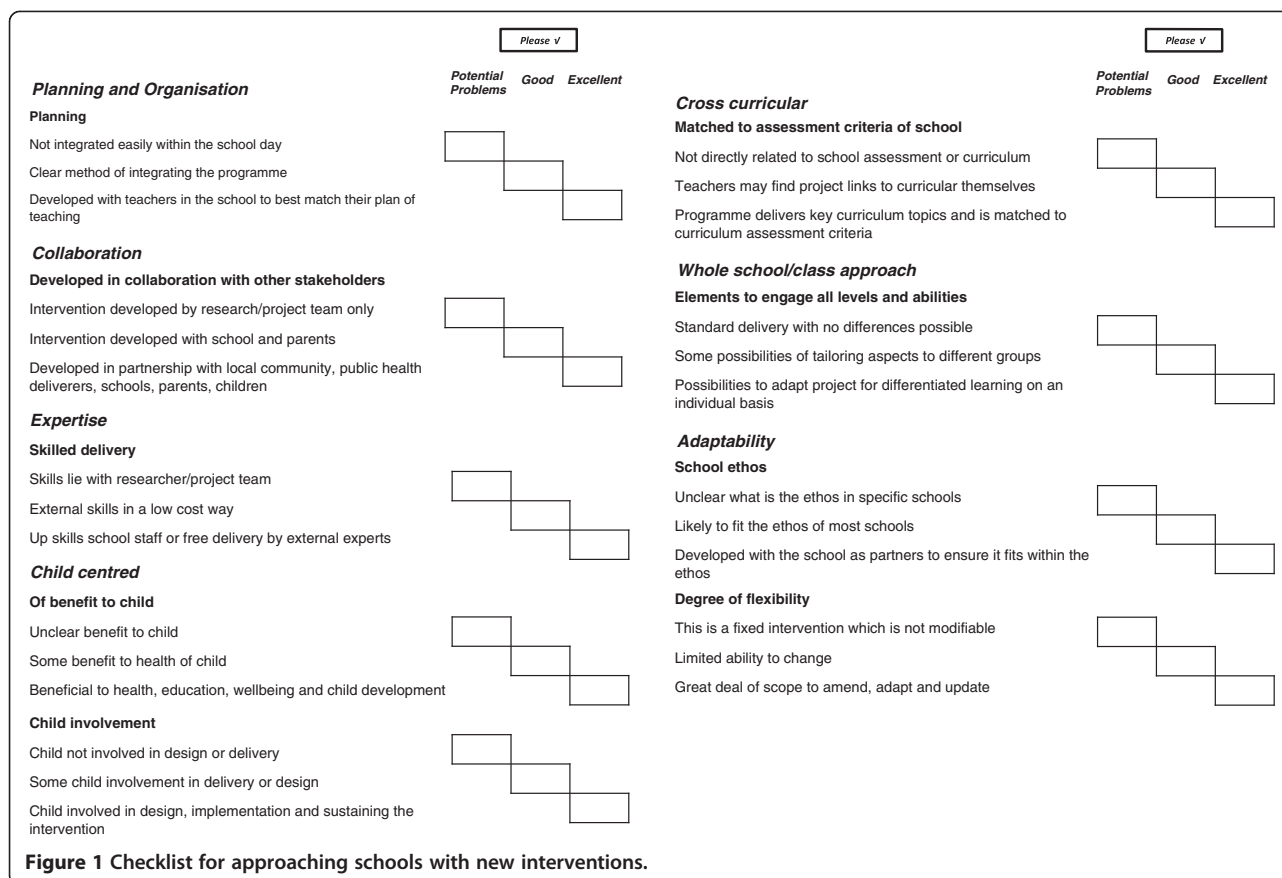 Please √
Potential Problems
Good
Excellent
Planning and Organisation
Planning
Not integrated easily within the school day
Clear method of integrating the programme
Developed with teachers in the school to best match their plan of
teaching
Collaboration
Developed in collaboration with other stakeholders
Intervention developed by research/project team only
Intervention developed with school and parents
Developed in partnership with local community, public health
deliverers, schools, parents, children
Expertise
Skilled delivery
Skills lie with researcher/project team
External skills in a low cost way
Up skills school staff or free delivery by external experts
Child centred
Of benefit to child
Unclear benefit to child
Some benefit to health of child
Beneficial to health, education, wellbeing and child development
Child involvement
Child not involved in design or delivery
Some child involvement in delivery or design
Child involved in design, implementation and sustaining the
intervention
Please √
Potential Problems
Good
Excellent
Cross curricular
Matched to assessment criteria of school
Not directly related to school assessment or curriculum
Teachers may find project links to curricular themselves
Programme delivers key curriculum topics and is matched to
curriculum assessment criteria
Whole school/class approach
Elements to engage all levels and abilities
Standard delivery with no differences possible
Some possibilities of tailoring aspects to different groups
Possibilities to adapt project for differentiated learning on an
individual basis
Adaptability
School ethos
Unclear what is the ethos in specific schools
Likely to fit the ethos of most schools
Developed with the school as partners to ensure it fits within the
ethos
Degree of flexibility
This is a fixed intervention which is not modifiable
Limited ability to change
Great deal of scope to amend, adapt and update
Figure 1 Checklist for approaching schools with new interventions.